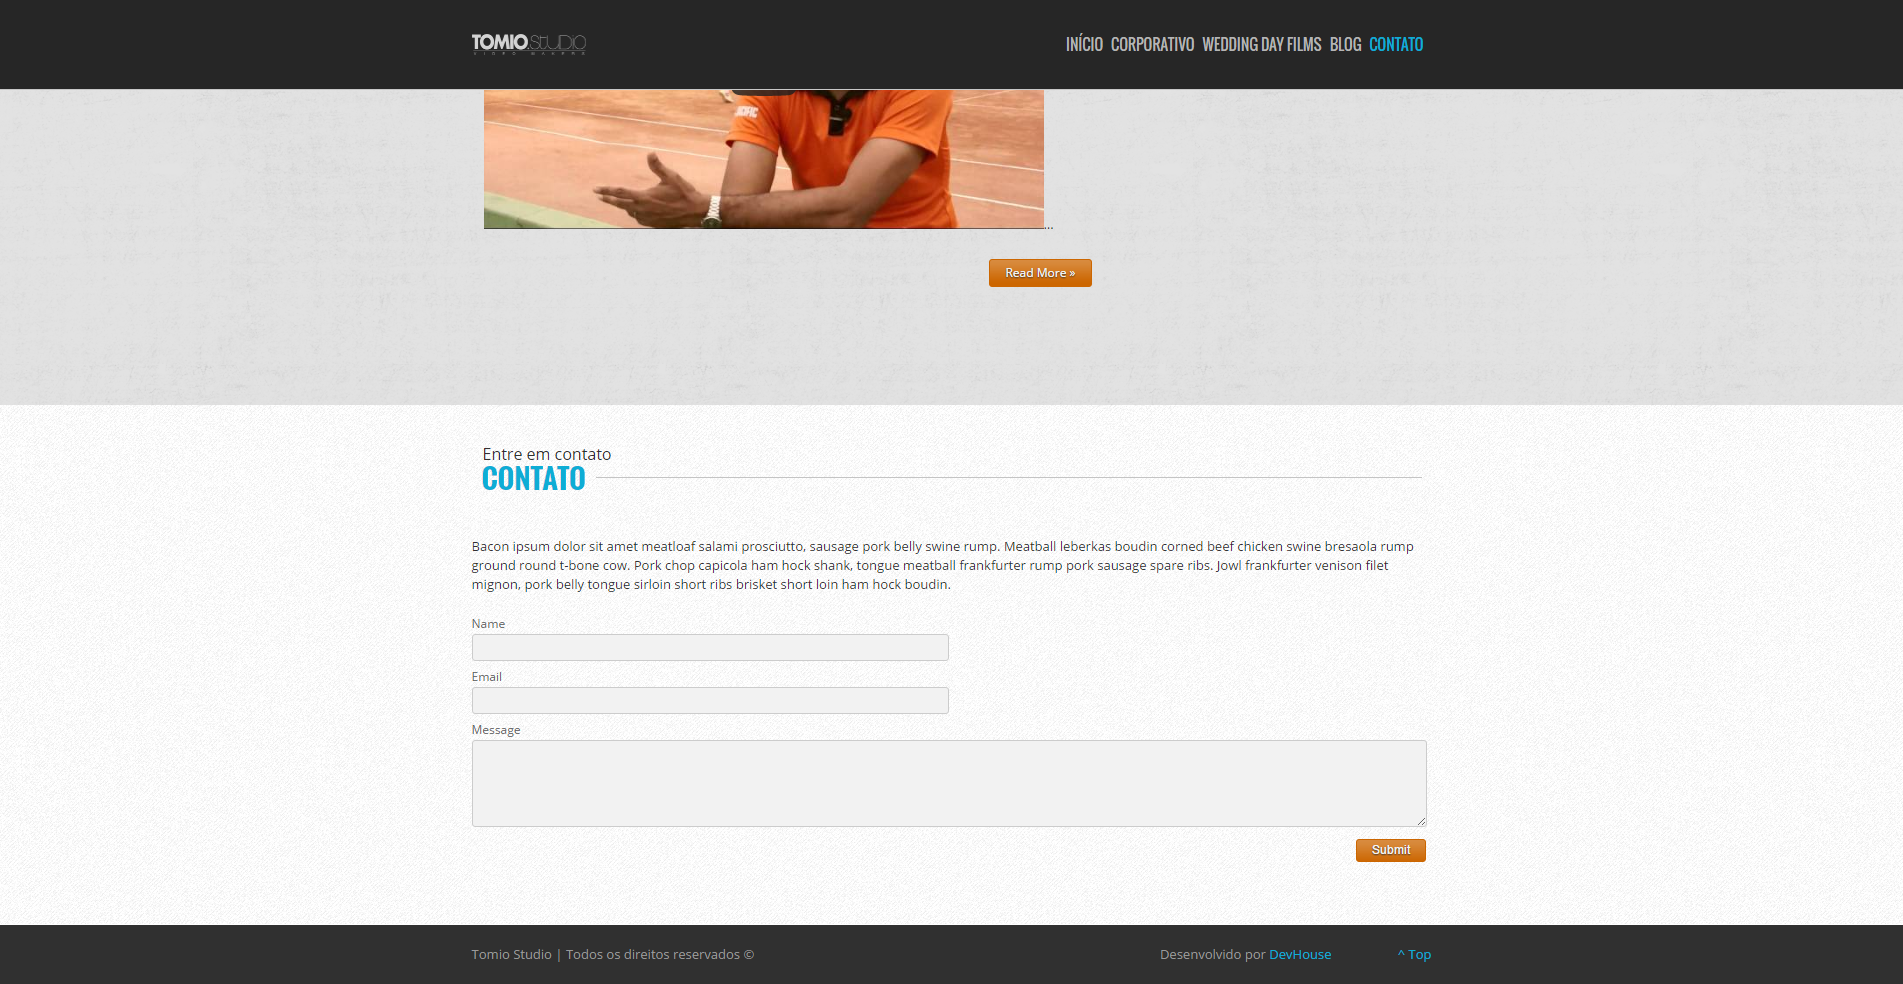 TOMIO STUDIO
VIDEO MAKERS
INÍCIO CORPORATIVO WEDDING DAY FILMS BLOG CONTATO
...
Read More »
Entre em contato
CONTATO
Bacon ipsum dolor sit amet meatloaf salami prosciutto, sausage pork belly swine rump. Meatball leberkas boudin corned beef chicken swine bresaola rump
ground round t-bone cow. Pork chop capicola ham hock shank, tongue meatball frankfurter rump pork sausage spare ribs. Jowl frankfurter venison filet
mignon, pork belly tongue sirloin short ribs brisket short loin ham hock boudin.
Name
Email
Message
Submit
Tomio Studio | Todos os direitos reservados ©
Desenvolvido por DevHouse
^ Top